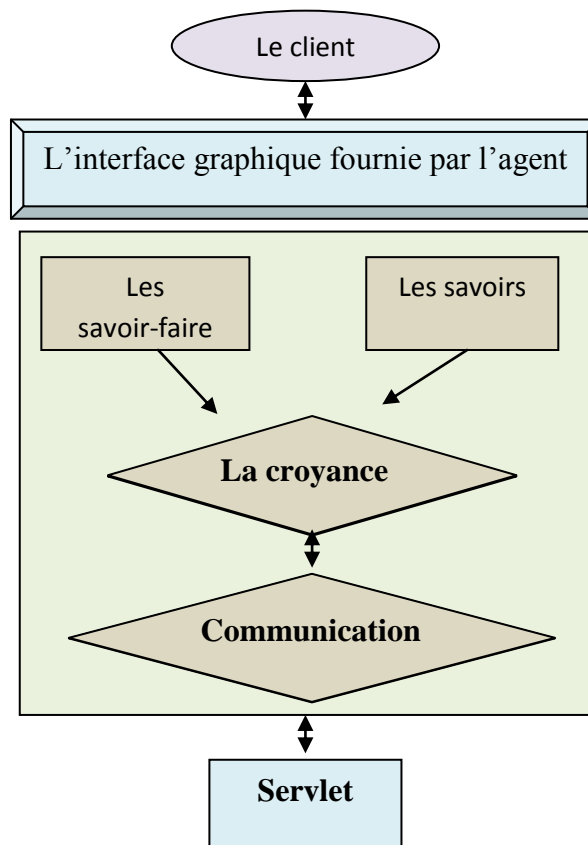 Le client
L’interface graphique fournie par l’agent
Les
savoir-faire
Les savoirs
La croyance
Communication
Servlet